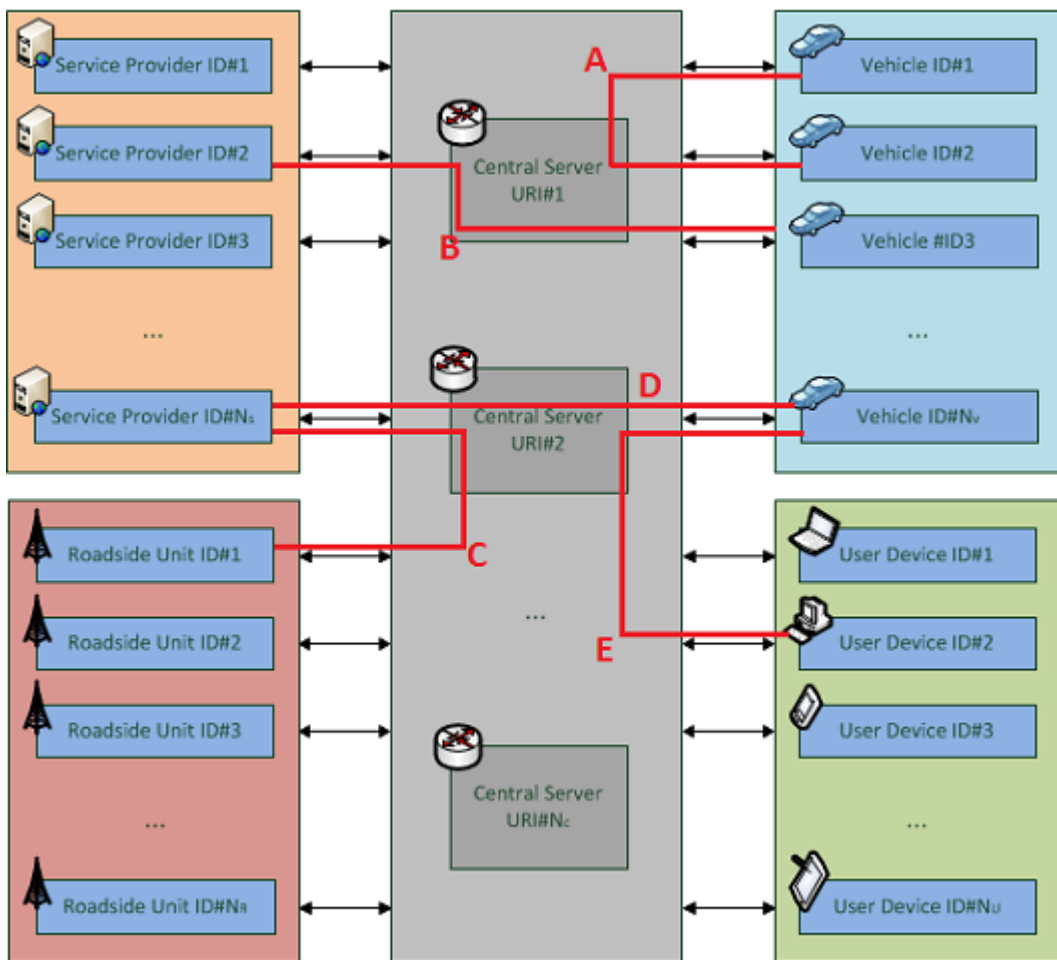 Service Provider ID#1
Service Provider ID#2
Service Provider ID#3
...
Service Provider ID#Ns
Roadside Unit ID#1
Roadside Unit ID#2
Roadside Unit ID#3
...
Roadside Unit ID#NR
A
Central Server
URI#1
B
D
Central Server
URI#2
C
...
E
Central Server
URI#Nc
Vehicle ID#1
Vehicle ID#2
Vehicle #ID3
...
Vehicle ID#Nv
User Device ID#1
User Device ID#2
User Device ID#3
...
User Device ID#NU